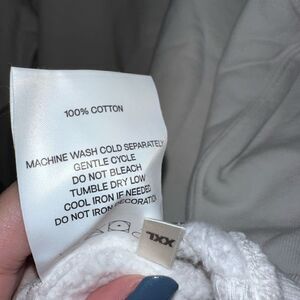 100% COTTON
MACHINE WASH COLD SEPARATELY
GENTLE CYCLE
DO NOT BLEACH
TUMBLE DRY LOW
COOL IRON IF NEEDED
DO NOT IRON DECORATION
XXL